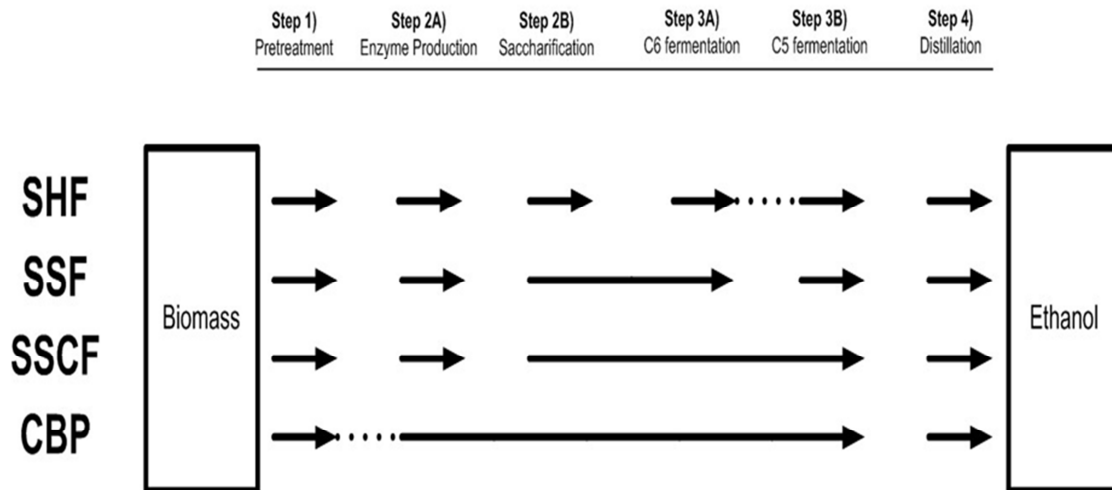 Step 1)
Pretreatment
Step 2A)
Enzyme Production
Step 2B)
Saccharification
Step 3A)
C6 fermentation
Step 3B)
C5 fermentation
Step 4)
Distillation
SHF
SSF
SSCF
CBP
Biomass
Ethanol